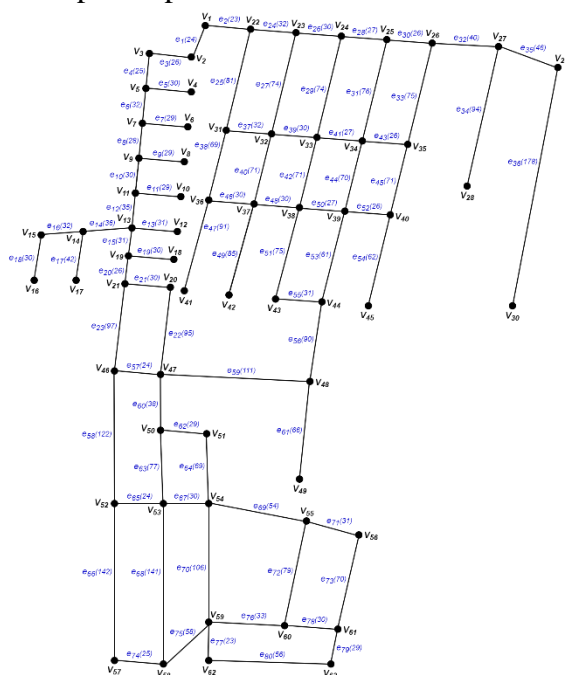 V1
e2(23)
V22
e24(32)
V23
e26(30)
V24
e28(27)
V25
e30(26)
V26
e32(40)
V27
e35(46)
e1(24)
V3
e3(26)
V2
e4(25)
e5(30)
V4
V5
e25(81)
e27(74)
e29(74)
e31(76)
e33(75)
e34(94)
e6(32)
V7
e7(29)
V6
V31
e37(32)
V32
e39(30)
V33
e41(27)
V34
e43(26)
V35
e38(69)
e8(26)
V9
e9(29)
V8
e36(178)
e10(30)
e40(71)
e42(71)
e44(70)
e45(71)
V28
V11
e11(29)
V10
V36
e46(30)
V37
e48(30)
V38
e50(27)
V39
e52(26)
V40
e12(35)
V13
e13(31)
V12
V15
e16(32)
V14
e14(38)
e15(31)
e47(91)
e49(86)
e51(75)
e53(61)
e54(62)
e18(30)
e17(42)
V19
e19(30)
V18
V16
V17
e20(26)
V21
e21(30)
V20
V41
V42
V43
e55(31)
V44
V45
V30
e23(97)
e22(95)
e56(90)
V46
e57(24)
V47
e59(111)
V48
e60(38)
e58(122)
V50
e62(29)
V51
e61(68)
e63(77)
e64(69)
V49
V52
e65(24)
V53
e67(30)
V54
e69(54)
V55
e71(31)
V56
e66(142)
e68(141)
e70(106)
e72(79)
e73(70)
V59
e76(33)
V60
e78(30)
V61
e75(58)
e77(23)
e79(29)
V57
e74(25)
V62
e80(56)